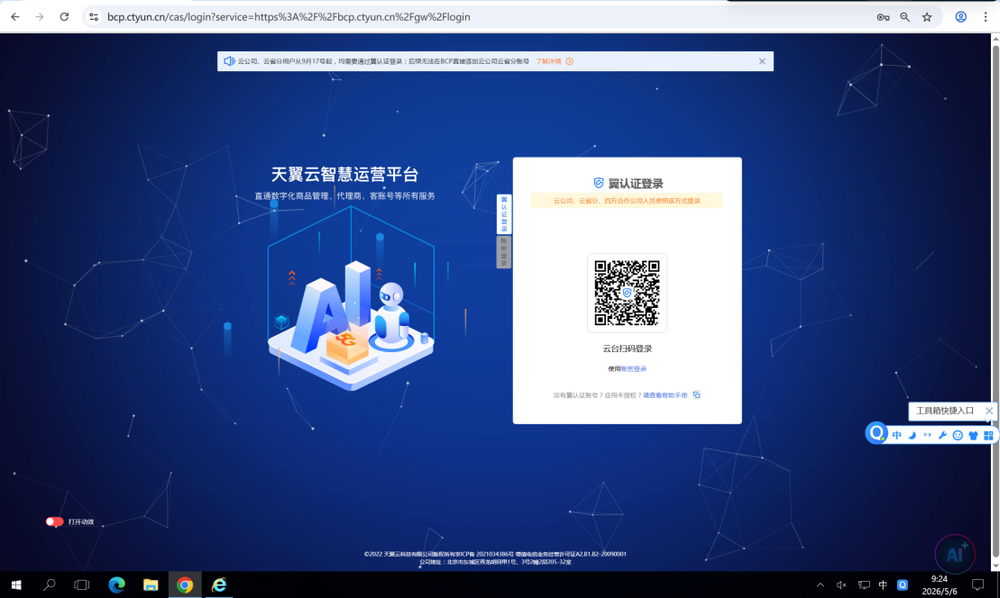 bcp.ctyun.cn/cas/login?service=https%3A%2F%2Fbcp.ctyun.cn%2Fgw%2Flogin
云公司、云省分用户从9月17号起，均需要通过翼认证登录；后续无法在BCP直接添加云公司云省分账号 了解详情
天翼云智慧运营平台
直通数字化商品管理、代理商、客账号等所有服务
翼认证登录
账密登录
翼认证登录
云公司、云省分、四方合作公司人员使用该方式登录
云台扫码登录
使用账密登录
没有翼认证账号？应用未授权？请查看帮助手册
工具箱快捷入口
中
打开动效
©2022 天翼云科技有限公司版权所有京ICP备 2021034386号 增值电信业务经营许可证A2.B1.B2-20090001
公司地址：北京市东城区青龙胡同甲1号、3号2幢2层205-32室
AI
中
9:24
2026/5/6